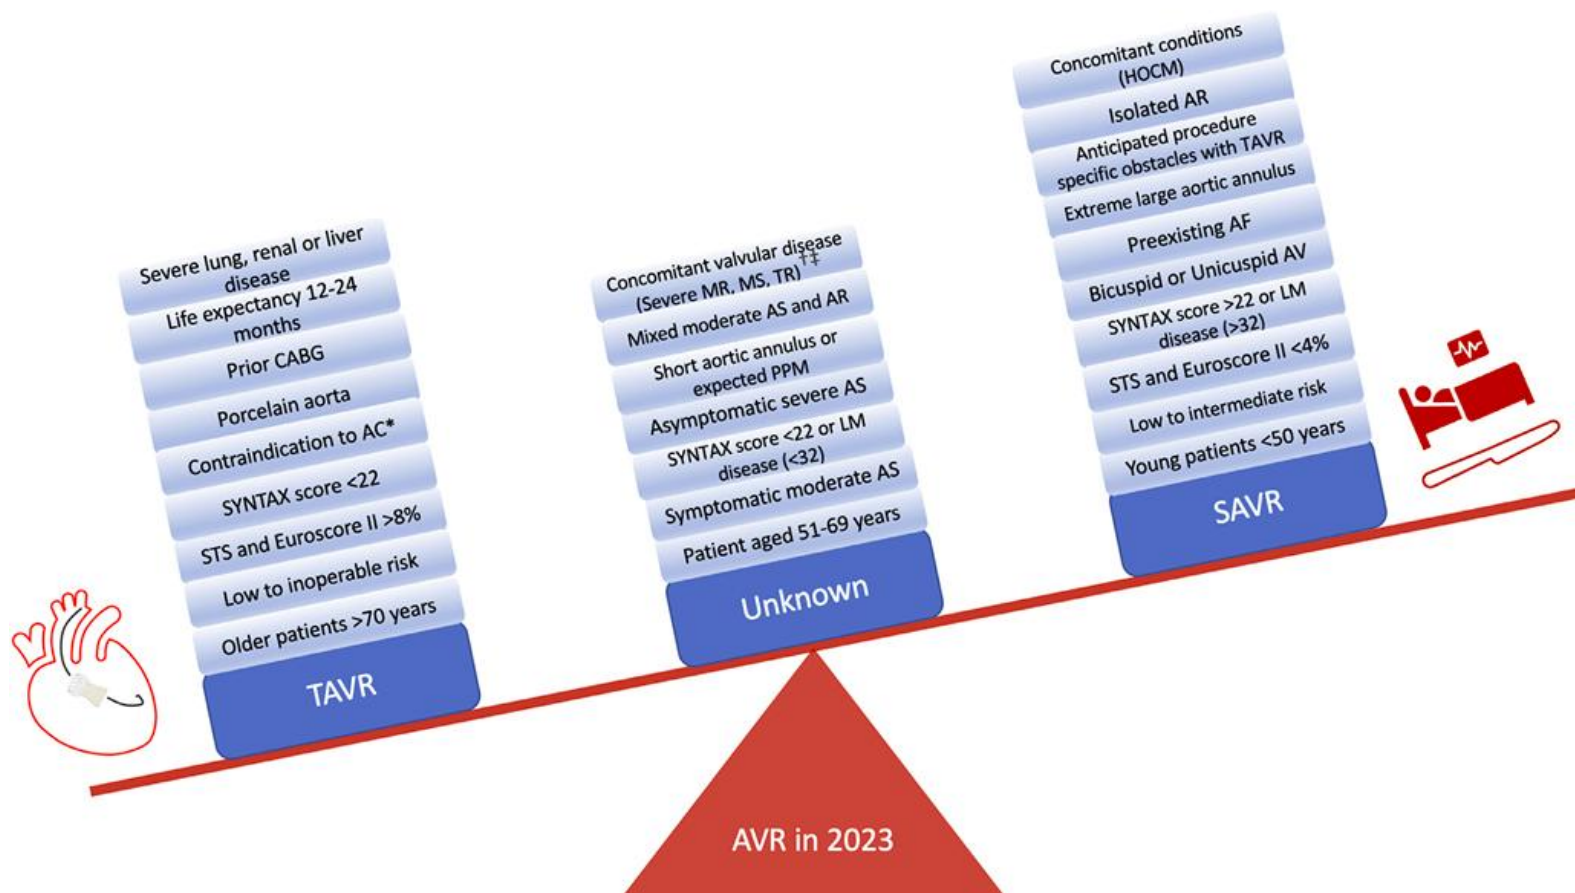 Severe lung, renal or liver
disease
Life expectancy 12-24
months
Prior CABG
Porcelain aorta
Contraindication to AC*
SYNTAX score <22
STS and Euroscore II >8%
Low to inoperable risk
Older patients >70 years
TAVR
Concomitant valvular disease
(Severe MR, MS, TR)†‡
Mixed moderate AS and AR
Short aortic annulus or
expected PPM
Asymptomatic severe AS
SYNTAX score <22 or LM
disease (<32)
Symptomatic moderate AS
Patient aged 51-69 years
Unknown
Concomitant conditions
(HOCM)
Isolated AR
Anticipated procedure
specific obstacles with TAVR
Extreme large aortic annulus
Preexisting AF
Bicuspid or Unicuspid AV
SYNTAX score >22 or LM
disease (>32)
STS and Euroscore II <4%
Low to intermediate risk
Young patients <50 years
SAVR
AVR in 2023